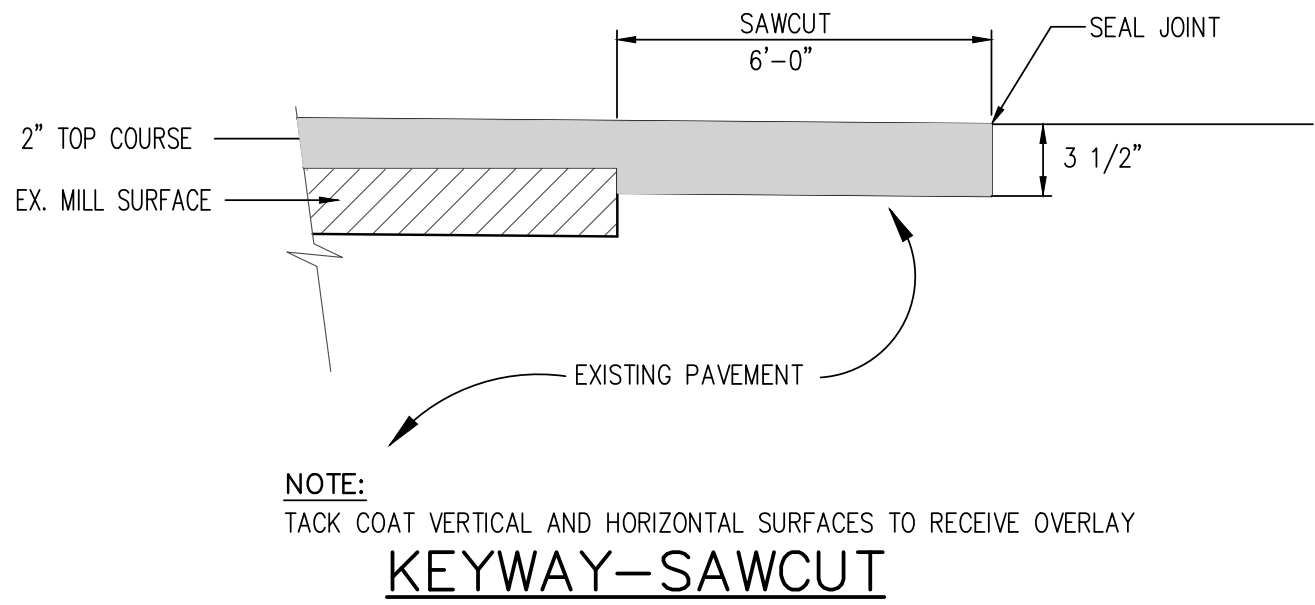 SAWCUT
6'-0"
SEAL JOINT
2" TOP COURSE
3 1/2"
EX. MILL SURFACE
EXISTING PAVEMENT
NOTE:
TACK COAT VERTICAL AND HORIZONTAL SURFACES TO RECEIVE OVERLAY
KEYWAY-SAWCUT